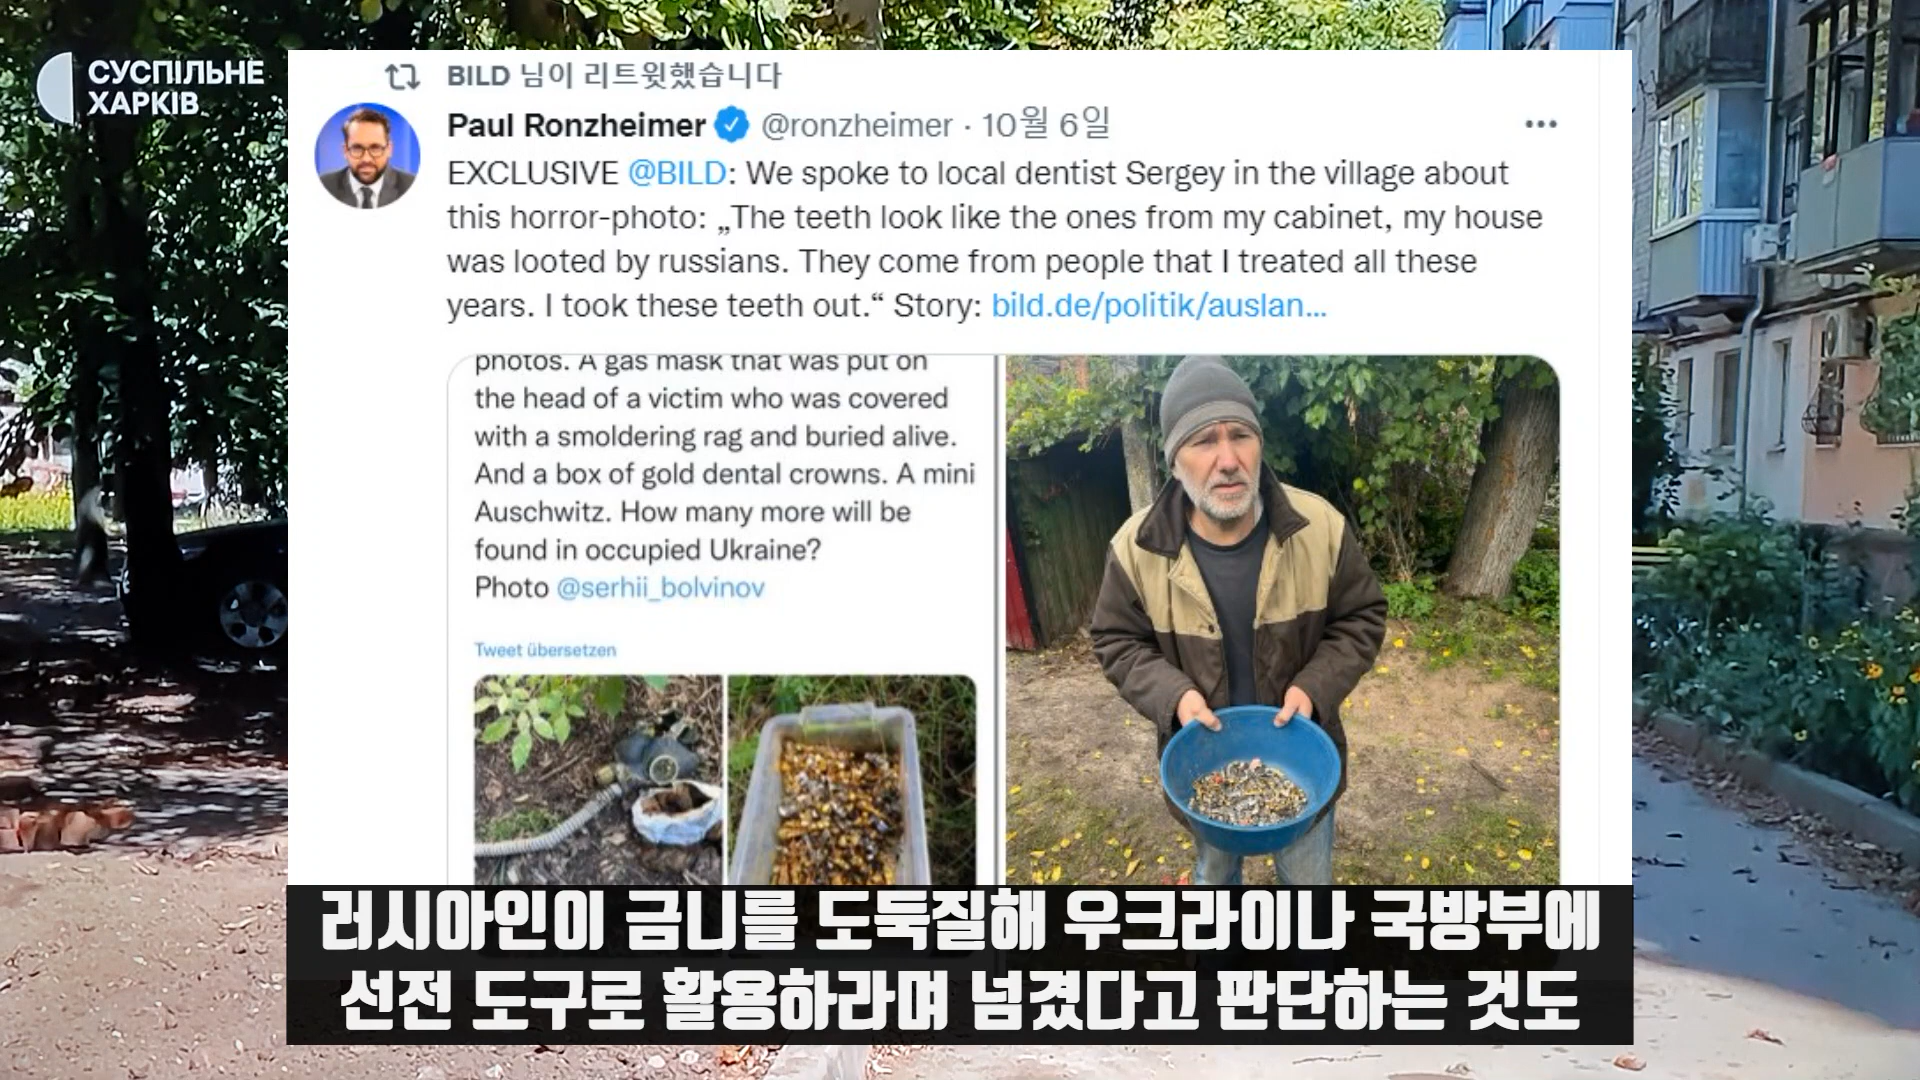 СУСПІЛЬНЕ
ХАРКІВ
BILD 님이 리트윗했습니다
Paul Ronzheimer @ronzheimer · 10월 6일
EXCLUSIVE @BILD: We spoke to local dentist Sergey in the village about
this horror-photo: „The teeth look like the ones from my cabinet, my house
was looted by russians. They come from people that I treated all these
years. I took these teeth out.“ Story: bild.de/politik/auslan...
photos. A gas mask that was put on
the head of a victim who was covered
with a smoldering rag and buried alive.
And a box of gold dental crowns. A mini
Auschwitz. How many more will be
found in occupied Ukraine?
Photo @serhii_bolvinov
Tweet übersetzen
러시아인이 금니를 도둑질해 우크라이나 국방부에
선전 도구로 활용하라며 넘겼다고 판단하는 것도